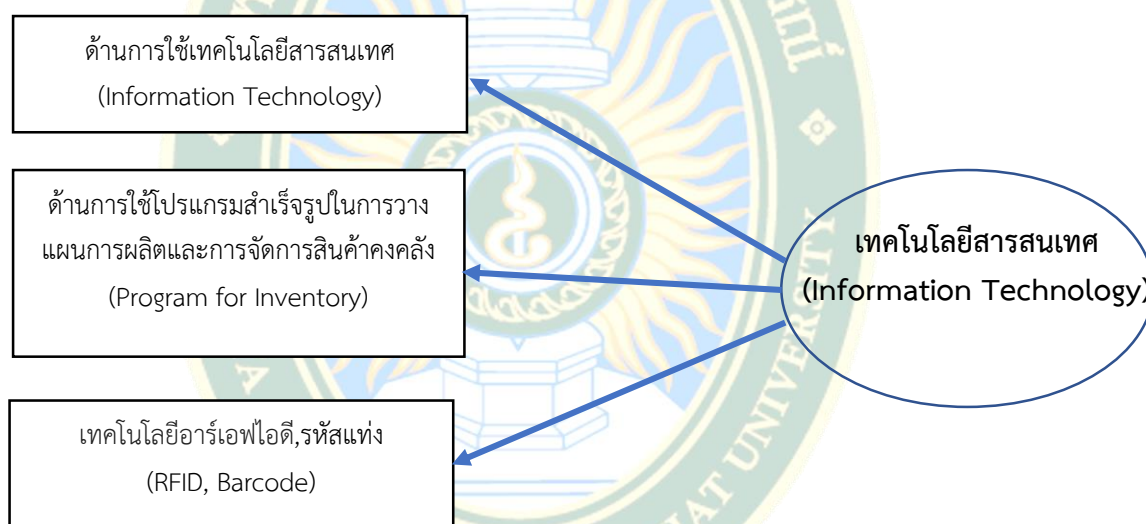 ด้านการใช้เทคโนโลยีสารสนเทศ
(Information Technology)
ด้านการใช้โปรแกรมสำเร็จรูปในการวาง
แผนการผลิตและการจัดการสินค้าคงคลัง
(Program for Inventory)
เทคโนโลยีอาร์เอฟไอดี,รหัสแท่ง
(RFID, Barcode)
เทคโนโลยีสารสนเทศ
(Information Technology)
UNIVERSITY